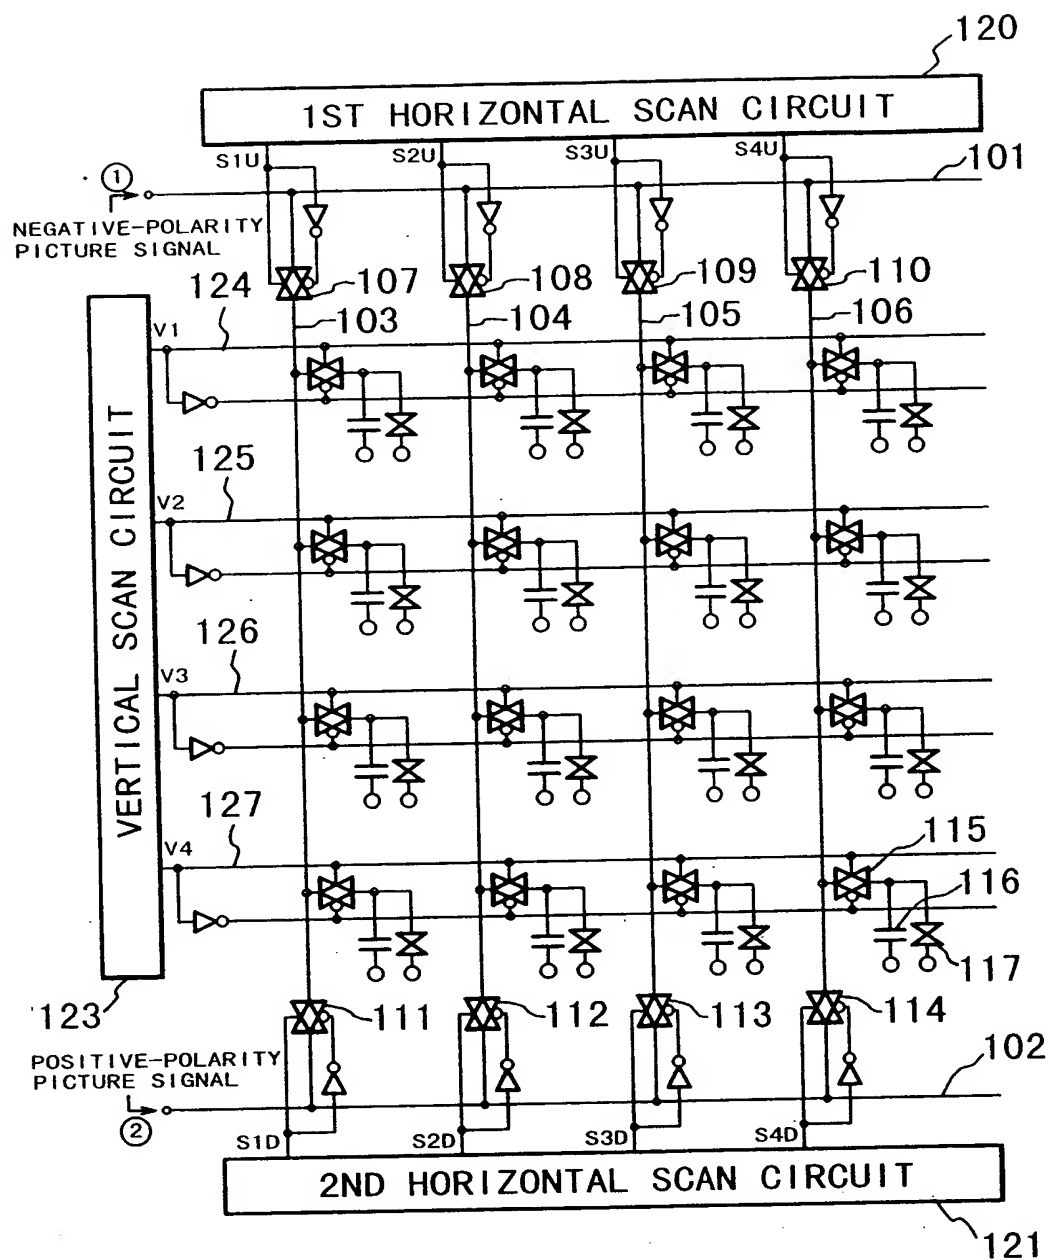 120
1ST HORIZONTAL SCAN CIRCUIT
S1U S2U S3U S4U
101
①
NEGATIVE-POLARITY
PICTURE SIGNAL
107 108 109 110
124
103 104 105 106
V1
125
V2
126
V3
127
V4
VERTICAL SCAN CIRCUIT
115
116
117
123
111 112 113 114
POSITIVE-POLARITY
PICTURE SIGNAL
102
②
S1D S2D S3D S4D
2ND HORIZONTAL SCAN CIRCUIT
121